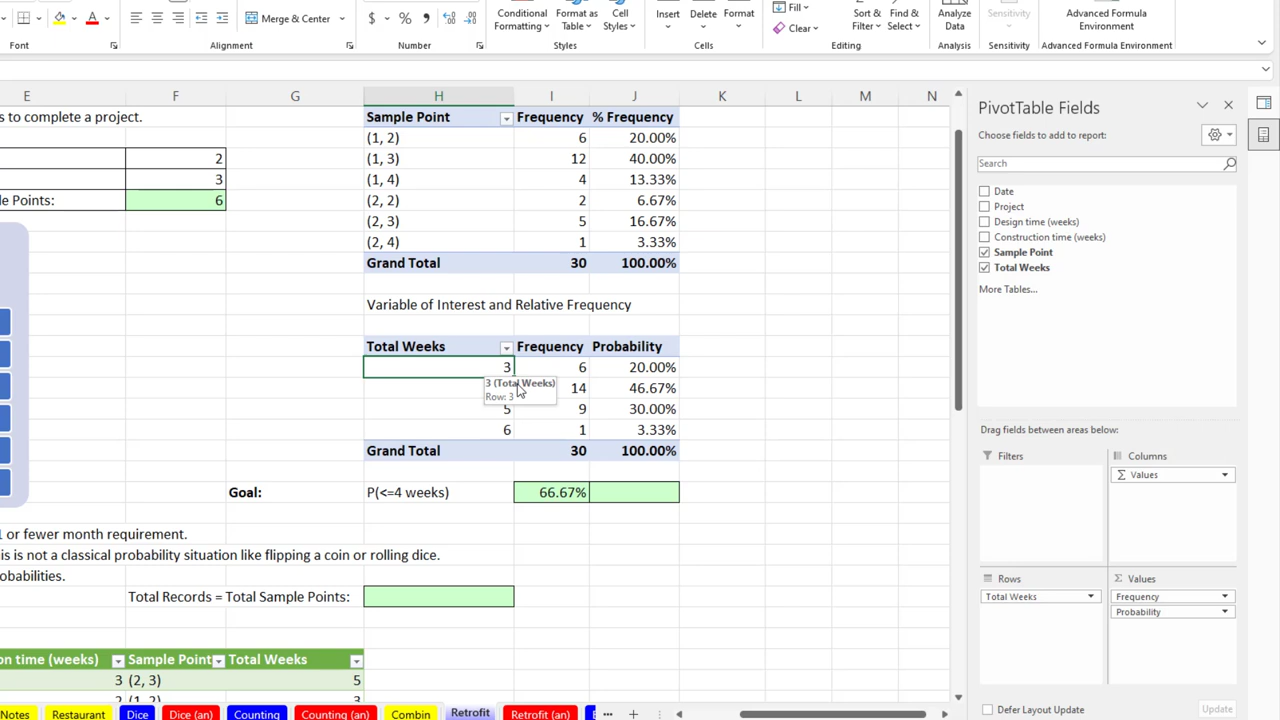 Merge & Center
$ % ,
Conditional Formatting
Format as Table
Cell Styles
Insert
Delete
Format
Fill
Clear
Sort & Filter
Find & Select
Analyze Data
Sensitivity
Advanced Formula Environment
Font
Alignment
Number
Styles
Cells
Editing
Analysis
Sensitivity
Advanced Formula Environment
E F G H I J K L M N
s to complete a project.
2
3
le Points: 6
Sample Point Frequency % Frequency
(1, 2) 6 20.00%
(1, 3) 12 40.00%
(1, 4) 4 13.33%
(2, 2) 2 6.67%
(2, 3) 5 16.67%
(2, 4) 1 3.33%
Grand Total 30 100.00%
Variable of Interest and Relative Frequency
Total Weeks Frequency Probability
3 6 20.00%
14 46.67%
5 9 30.00%
6 1 3.33%
Grand Total 30 100.00%
3 (Total Weeks)
Row: 3
Goal: P(<=4 weeks) 66.67%
1 or fewer month requirement.
is is not a classical probability situation like flipping a coin or rolling dice.
obabilities.
Total Records = Total Sample Points:
on time (weeks) Sample Point Total Weeks
3 (2, 3) 5
2 (1, 2) 3
PivotTable Fields
Choose fields to add to report:
Search
Date
Project
Design time (weeks)
Construction time (weeks)
Sample Point
Total Weeks
More Tables...
Drag fields between areas below:
Filters
Columns
Σ Values
Rows
Total Weeks
Σ Values
Frequency
Probability
Defer Layout Update
Update
Notes
Restaurant
Dice
Dice (an)
Counting
Counting (an)
Combin
Retrofit
Retrofit (an)